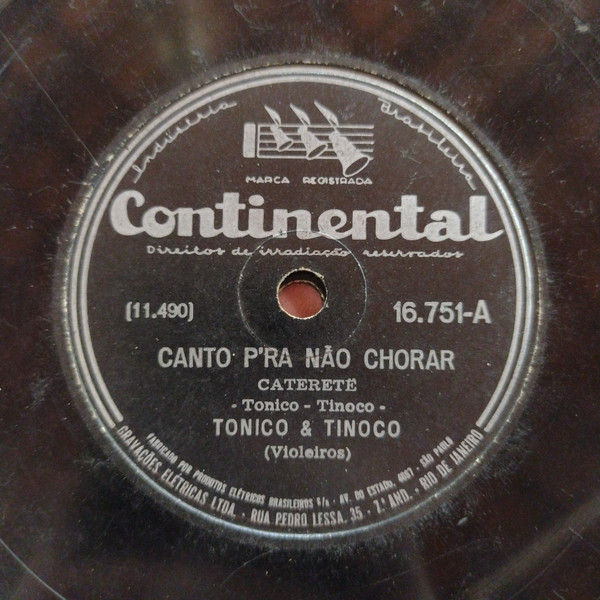 Indústria Brasileira
MARCA REGISTRADA
Continental
Direitos de irradiação reservados
[11.490] 16.751-A
CANTO P'RA NÃO CHORAR
CATERETÊ
- Tonico - Tinoco -
TONICO & TINOCO
(Violeiros)
FABRICADO POR PRODUTOS ELÉTRICOS BRASILEIROS S/A - AV. DO ESTADO, 4667 - SÃO PAULO
GRAVAÇÕES ELÉTRICAS LTDA. - RUA PEDRO LESSA, 35 - 7.º AND. - RIO DE JANEIRO